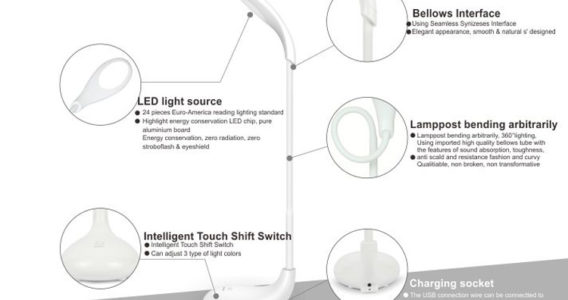 Bellows Interface
Using Seamless Synizeses Interface
Elegant appearance, smooth & natural s' designed
LED light source
24 pieces Euro-America reading lighting standard
Highlight energy conservation LED chip, pure
aluminium board
Energy conservation, zero radiation, zero
stroboflash & eyeshield
Lamppost bending arbitrarily
Lamppost bending arbitrarily, 360°lighting,
Using imported high quality bellows tube with
the features of sound absorption, toughness,
anti scald and resistance fashion and curvy
Qualitiable, non broken, non transformative
Intelligent Touch Shift Switch
Intelligent Touch Shift Switch
Can adjust 3 type of light colors
Charging socket
The USB connection wire can be connectted to